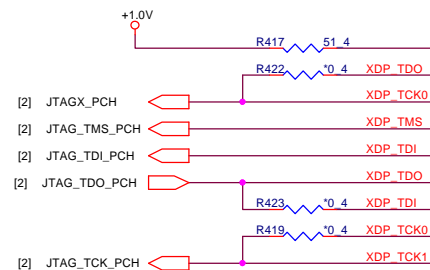 +1.0V
R417 51_4
R422 *0_4 XDP_TDO
[2] JTAGX_PCH XDP_TCK0
[2] JTAG_TMS_PCH XDP_TMS
[2] JTAG_TDI_PCH XDP_TDI
[2] JTAG_TDO_PCH XDP_TDO
R423 *0_4 XDP_TDI
R419 *0_4 XDP_TCK0
[2] JTAG_TCK_PCH XDP_TCK1